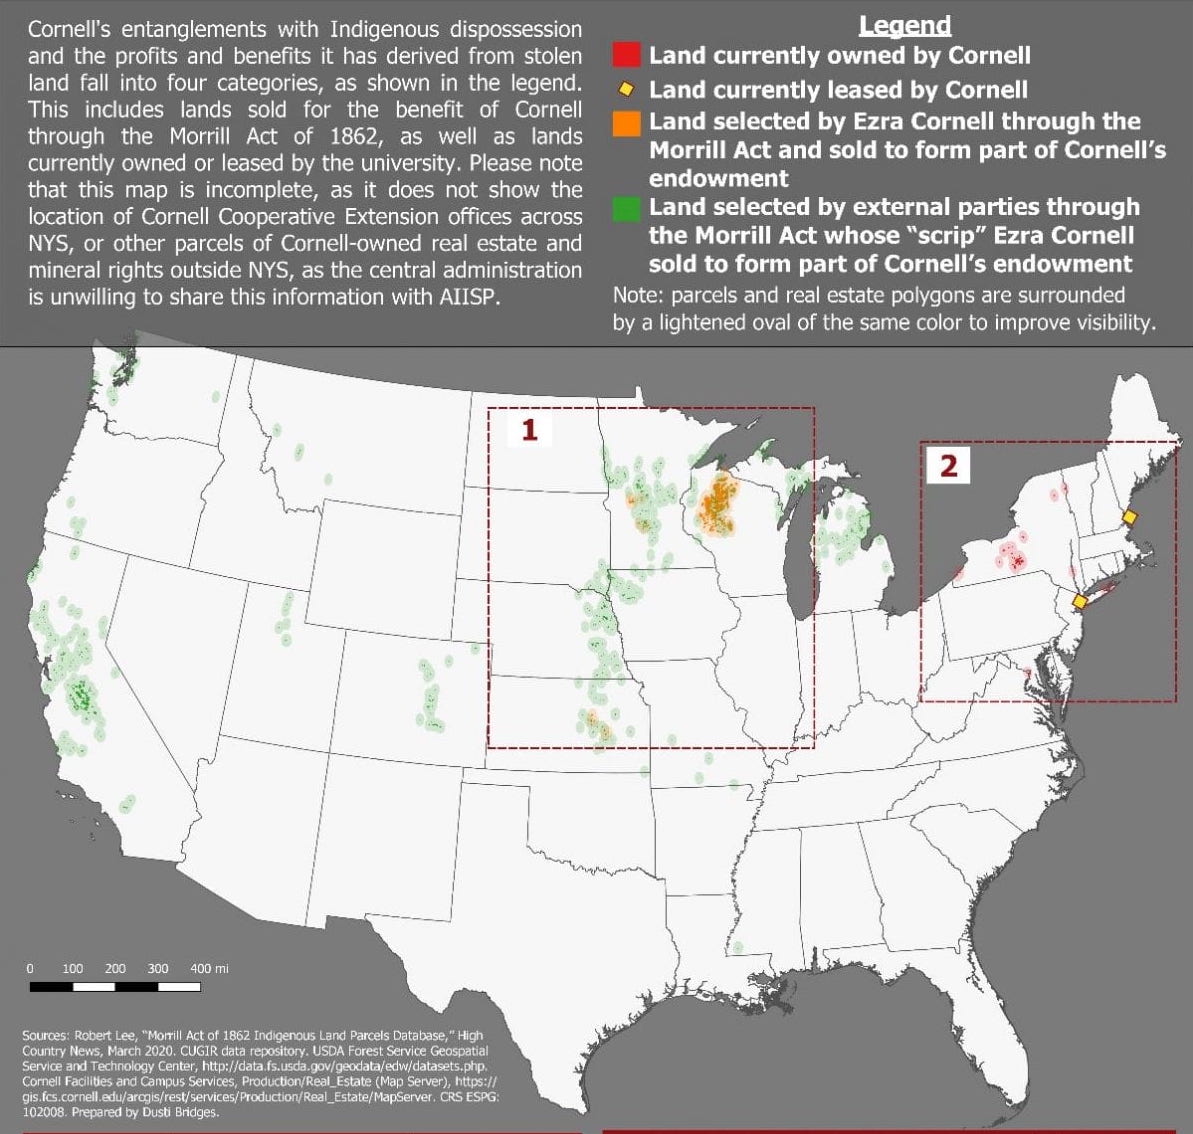 Cornell's entanglements with Indigenous dispossession
and the profits and benefits it has derived from stolen
land fall into four categories, as shown in the legend.
This includes lands sold for the benefit of Cornell
through the Morrill Act of 1862, as well as lands
currently owned or leased by the university. Please note
that this map is incomplete, as it does not show the
location of Cornell Cooperative Extension offices across
NYS, or other parcels of Cornell-owned real estate and
mineral rights outside NYS, as the central administration
is unwilling to share this information with AIISP.
Legend
Land currently owned by Cornell
Land currently leased by Cornell
Land selected by Ezra Cornell through the
Morrill Act and sold to form part of Cornell's
endowment
Land selected by external parties through
the Morrill Act whose “scrip” Ezra Cornell
sold to form part of Cornell's endowment
Note: parcels and real estate polygons are surrounded
by a lightened oval of the same color to improve visibility.
1
2
0 100 200 300 400 mi
Sources: Robert Lee, “Morrill Act of 1862 Indigenous Land Parcels Database,” High
Country News, March 2020. CUGIR data repository. USDA Forest Service Geospatial
Service and Technology Center, http://data.fs.usda.gov/geodata/edw/datasets.php.
Cornell Facilities and Campus Services, Production/Real_Estate (Map Server), https://
gis.fcs.cornell.edu/arcgis/rest/services/Production/Real_Estate/MapServer. CRS ESPG:
102008. Prepared by Dusti Bridges.